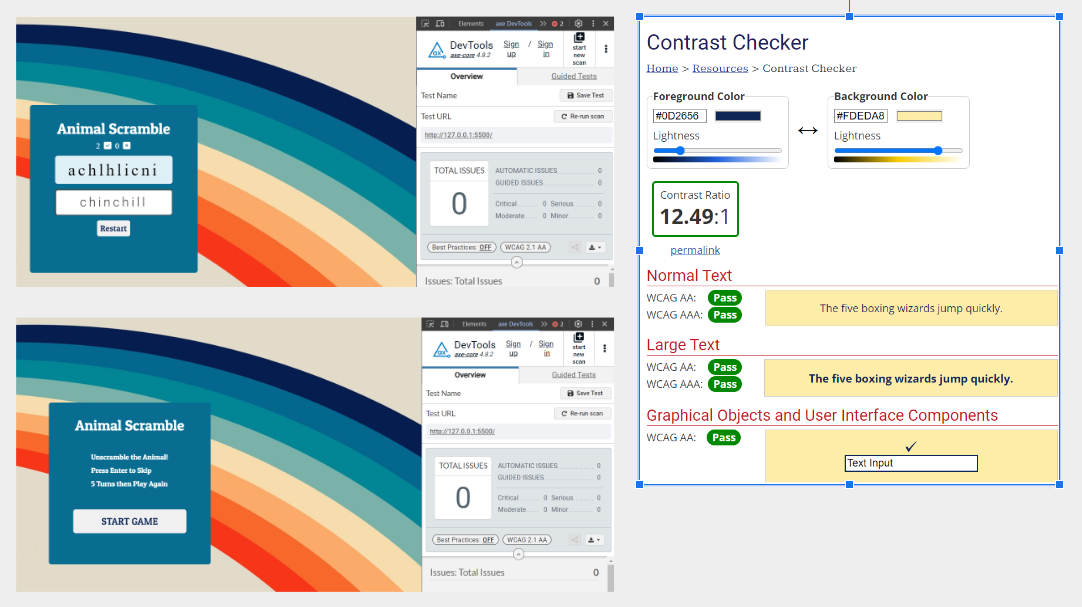 Animal Scramble
2 0
achlhlicni
chinchill
Restart
Elements axe DevTools 2
DevTools
axe-core 4.8.2
Sign up / Sign in
start new scan
Overview Guided Tests
Test Name Save Test
Test URL Re-run scan
http://127.0.0.1:5500/
TOTAL ISSUES
0
AUTOMATIC ISSUES 0
GUIDED ISSUES 0
Critical 0 Serious 0
Moderate 0 Minor 0
Best Practices: OFF WCAG 2.1 AA
Issues: Total Issues 0
Animal Scramble
Unscramble the Animal!
Press Enter to Skip
5 Turns then Play Again
START GAME
Elements axe DevTools 2
DevTools
axe-core 4.8.2
Sign up / Sign in
start new scan
Overview Guided Tests
Test Name Save Test
Test URL Re-run scan
http://127.0.0.1:5500/
TOTAL ISSUES
0
AUTOMATIC ISSUES 0
GUIDED ISSUES 0
Critical 0 Serious 0
Moderate 0 Minor 0
Best Practices: OFF WCAG 2.1 AA
Issues: Total Issues 0
Contrast Checker
Home > Resources > Contrast Checker
Foreground Color
#0D2656
Lightness
Background Color
#FDEDA8
Lightness
Contrast Ratio
12.49:1
permalink
Normal Text
WCAG AA: Pass
WCAG AAA: Pass
The five boxing wizards jump quickly.
Large Text
WCAG AA: Pass
WCAG AAA: Pass
The five boxing wizards jump quickly.
Graphical Objects and User Interface Components
WCAG AA: Pass
Text Input